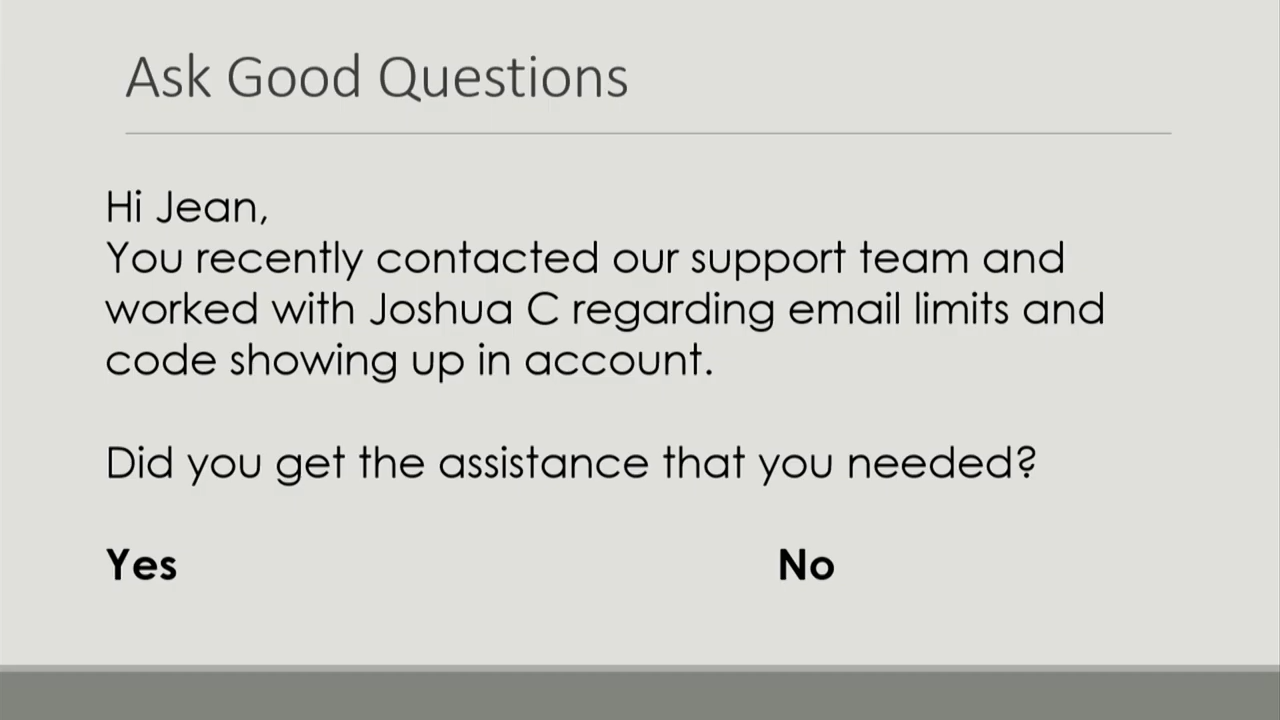 Ask Good Questions
Hi Jean,
You recently contacted our support team and
worked with Joshua C regarding email limits and
code showing up in account.
Did you get the assistance that you needed?
Yes No